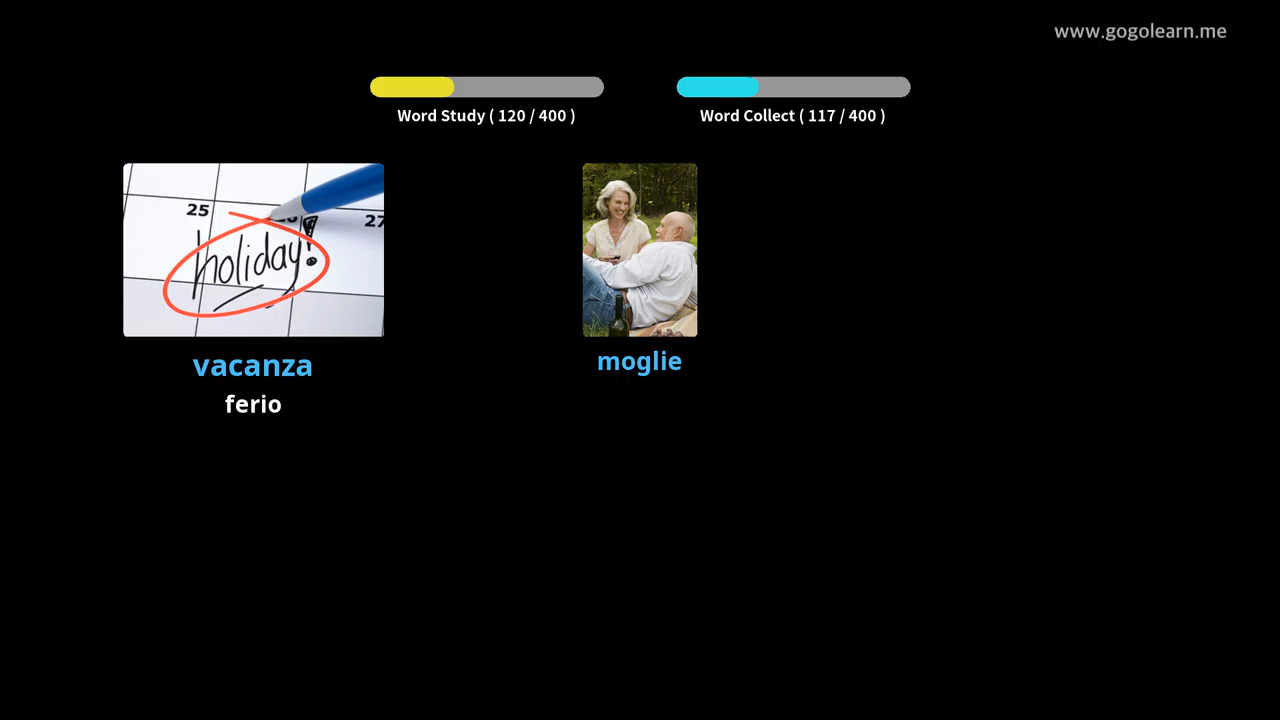 www.gogolearn.me
Word Study ( 120 / 400 )
Word Collect ( 117 / 400 )
25
27
holiday!
vacanza
ferio
moglie